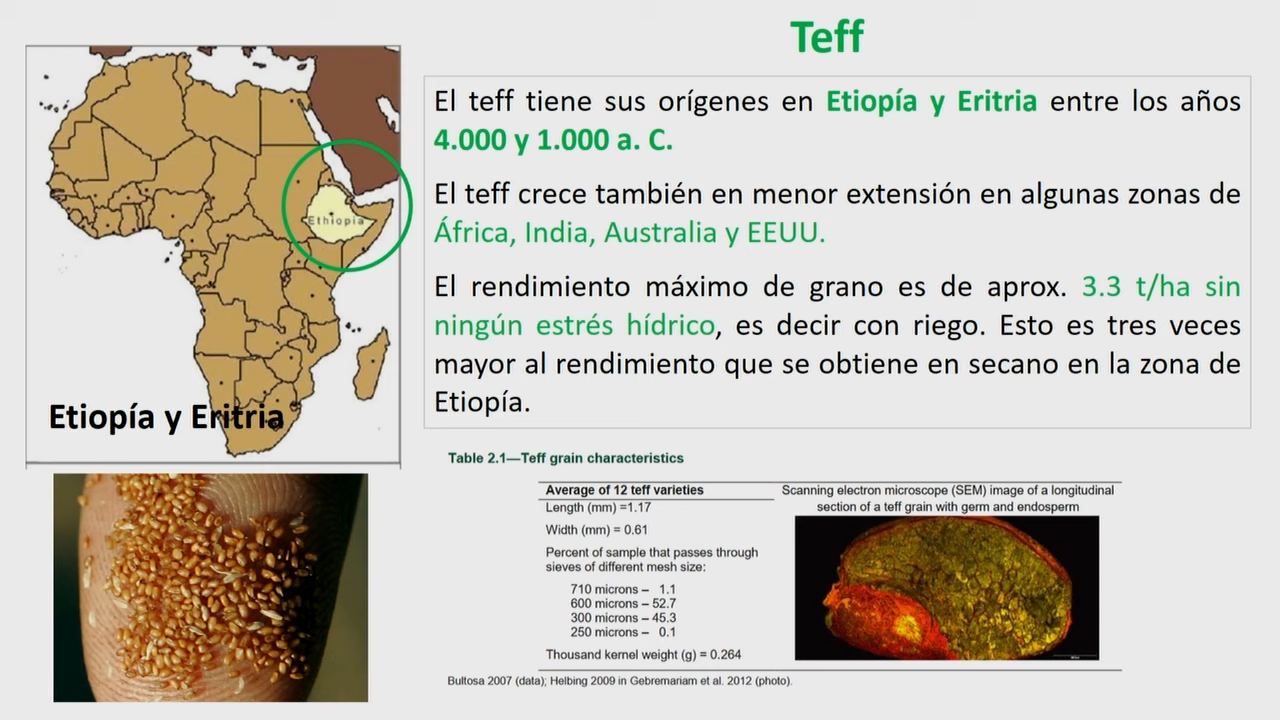 Teff
El teff tiene sus orígenes en Etiopía y Eritria entre los años
4.000 y 1.000 a. C.
El teff crece también en menor extensión en algunas zonas de
África, India, Australia y EEUU.
El rendimiento máximo de grano es de aprox. 3.3 t/ha sin
ningún estrés hídrico, es decir con riego. Esto es tres veces
mayor al rendimiento que se obtiene en secano en la zona de
Etiopía.
Ethiopia
Etiopía y Eritria
Table 2.1—Teff grain characteristics
Average of 12 teff varieties
Length (mm) =1.17
Width (mm) = 0.61
Percent of sample that passes through
sieves of different mesh size:
710 microns – 1.1
600 microns – 52.7
300 microns – 45.3
250 microns – 0.1
Thousand kernel weight (g) = 0.264
Scanning electron microscope (SEM) image of a longitudinal
section of a teff grain with germ and endosperm
Bultosa 2007 (data); Helbing 2009 in Gebremariam et al. 2012 (photo).